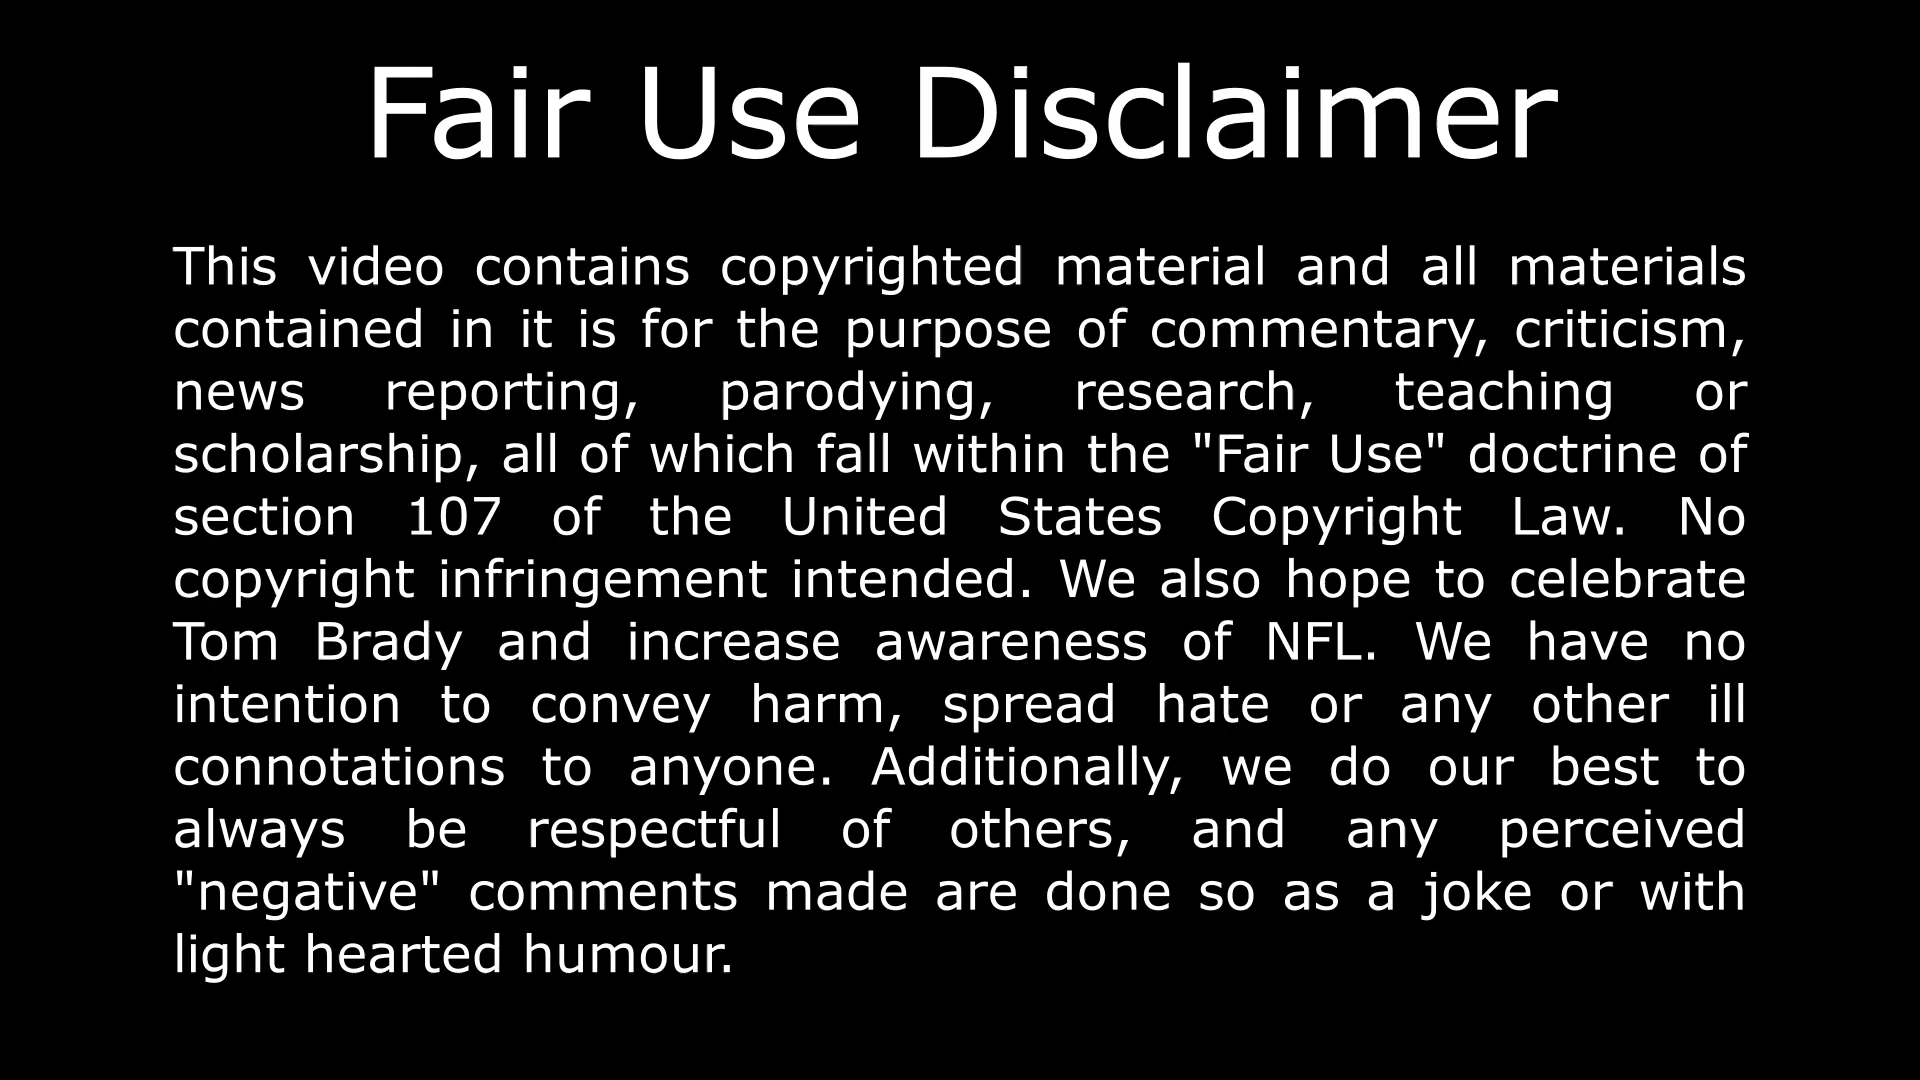 Fair Use Disclaimer
This video contains copyrighted material and all materials
contained in it is for the purpose of commentary, criticism,
news reporting, parodying, research, teaching or
scholarship, all of which fall within the "Fair Use" doctrine of
section 107 of the United States Copyright Law. No
copyright infringement intended. We also hope to celebrate
Tom Brady and increase awareness of NFL. We have no
intention to convey harm, spread hate or any other ill
connotations to anyone. Additionally, we do our best to
always be respectful of others, and any perceived
"negative" comments made are done so as a joke or with
light hearted humour.